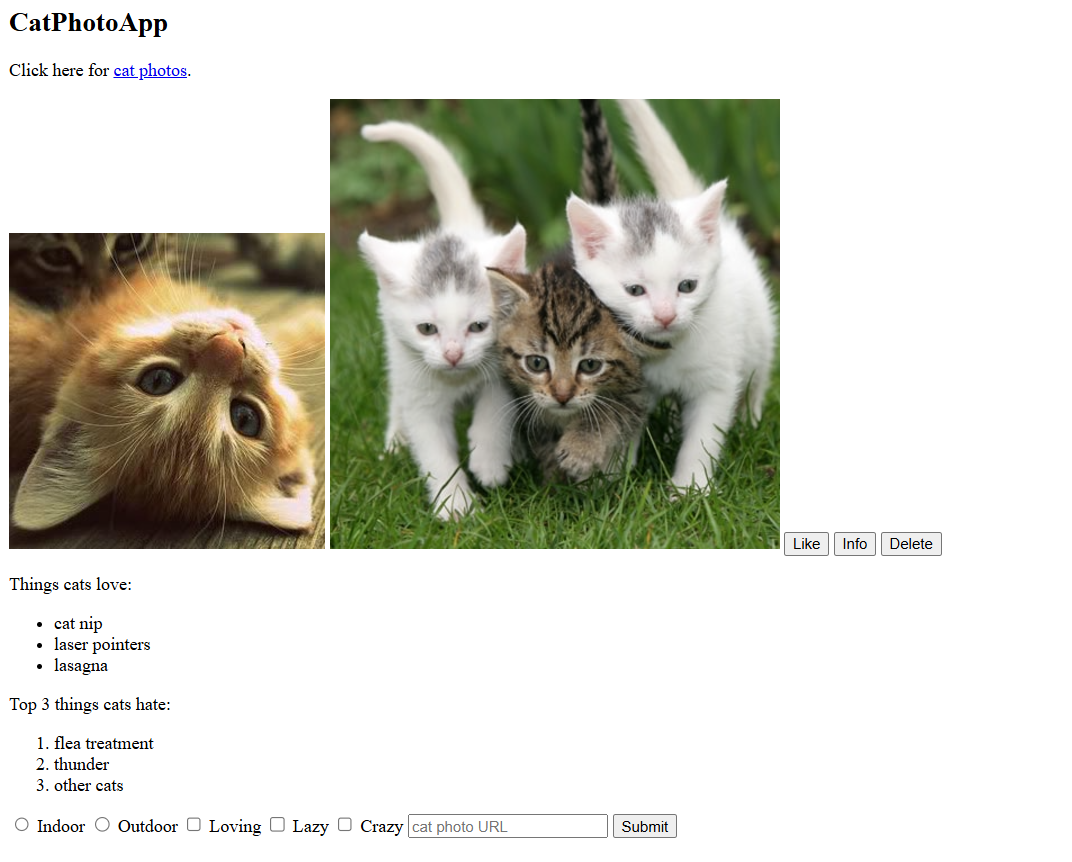 CatPhotoApp
Click here for cat photos.
Like Info Delete
Things cats love:
• cat nip
• laser pointers
• lasagna
Top 3 things cats hate:
1. flea treatment
2. thunder
3. other cats
Indoor Outdoor Loving Lazy Crazy cat photo URL Submit